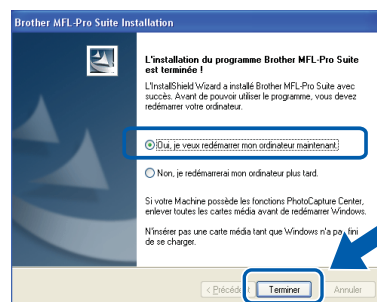 Brother MFL-Pro Suite Installation
L'installation du programme Brother MFL-Pro Suite
est terminée !
L'InstallShield Wizard a installé Brother MFL-Pro Suite avec
succès. Avant de pouvoir utiliser le programme, vous devez
redémarrer votre ordinateur.
Oui, je veux redémarrer mon ordinateur maintenant.
Non, je redémarrerai mon ordinateur plus tard.
Si votre Machine possède les fonctions PhotoCapture Center,
enlever toutes les cartes média avant de redémarrer Windows.
N'insérer pas une carte média tant que Windows n'a pas fini
de se charger.
< Précédent Terminer Annuler